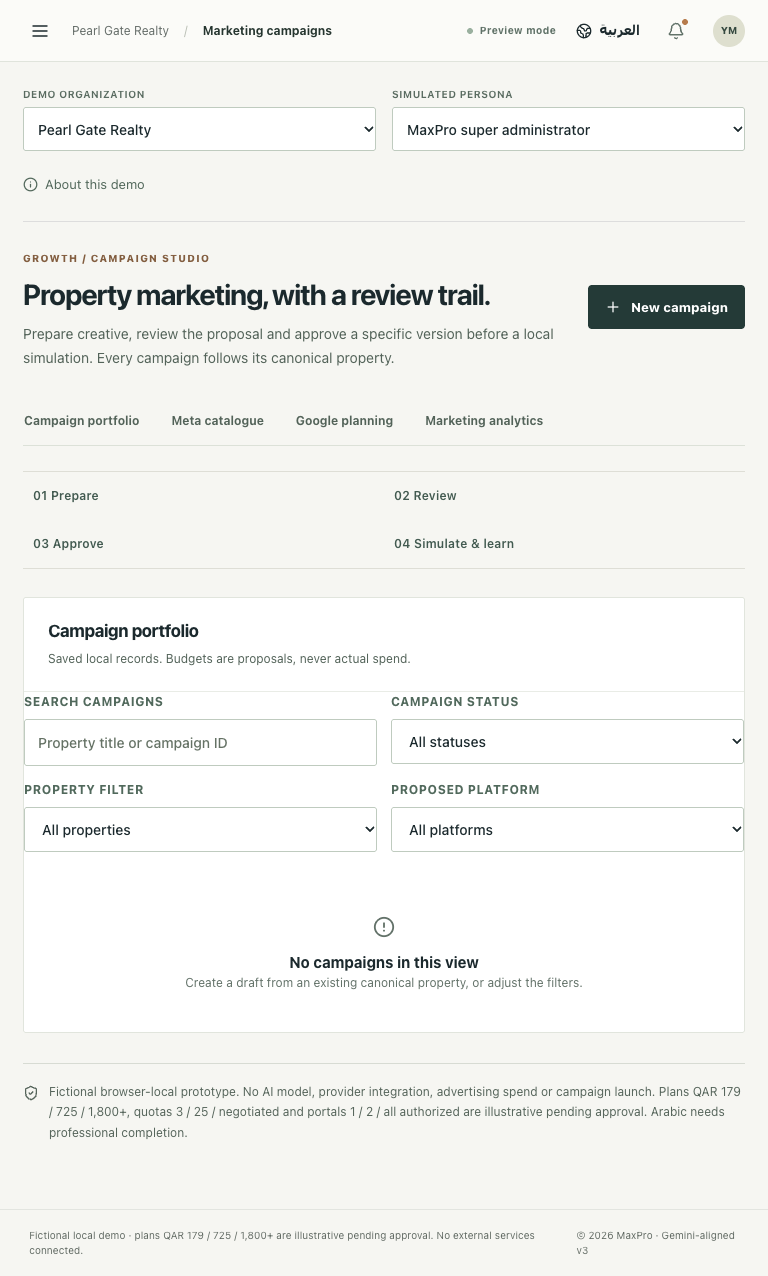 Pearl Gate Realty / Marketing campaigns
Preview mode
العربية
YM
DEMO ORGANIZATION
Pearl Gate Realty
SIMULATED PERSONA
MaxPro super administrator
About this demo
GROWTH / CAMPAIGN STUDIO
Property marketing, with a review trail.
Prepare creative, review the proposal and approve a specific version before a local
simulation. Every campaign follows its canonical property.
New campaign
Campaign portfolio
Meta catalogue
Google planning
Marketing analytics
01 Prepare
02 Review
03 Approve
04 Simulate & learn
Campaign portfolio
Saved local records. Budgets are proposals, never actual spend.
SEARCH CAMPAIGNS
Property title or campaign ID
CAMPAIGN STATUS
All statuses
PROPERTY FILTER
All properties
PROPOSED PLATFORM
All platforms
No campaigns in this view
Create a draft from an existing canonical property, or adjust the filters.
Fictional browser-local prototype. No AI model, provider integration, advertising spend or campaign launch. Plans QAR 179
/ 725 / 1,800+, quotas 3 / 25 / negotiated and portals 1 / 2 / all authorized are illustrative pending approval. Arabic needs
professional completion.
Fictional local demo · plans QAR 179 / 725 / 1,800+ are illustrative pending approval. No external services
connected.
© 2026 MaxPro · Gemini-aligned
v3